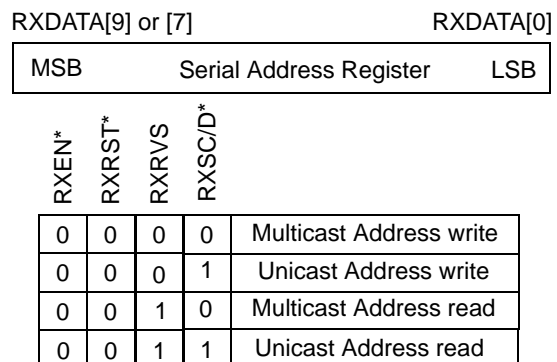 RXDATA[9] or [7] RXDATA[0]
MSB Serial Address Register LSB
RXEN* RXRST* RXRVS RXSC/D*
0 0 0 0 Multicast Address write
0 0 0 1 Unicast Address write
0 0 1 0 Multicast Address read
0 0 1 1 Unicast Address read